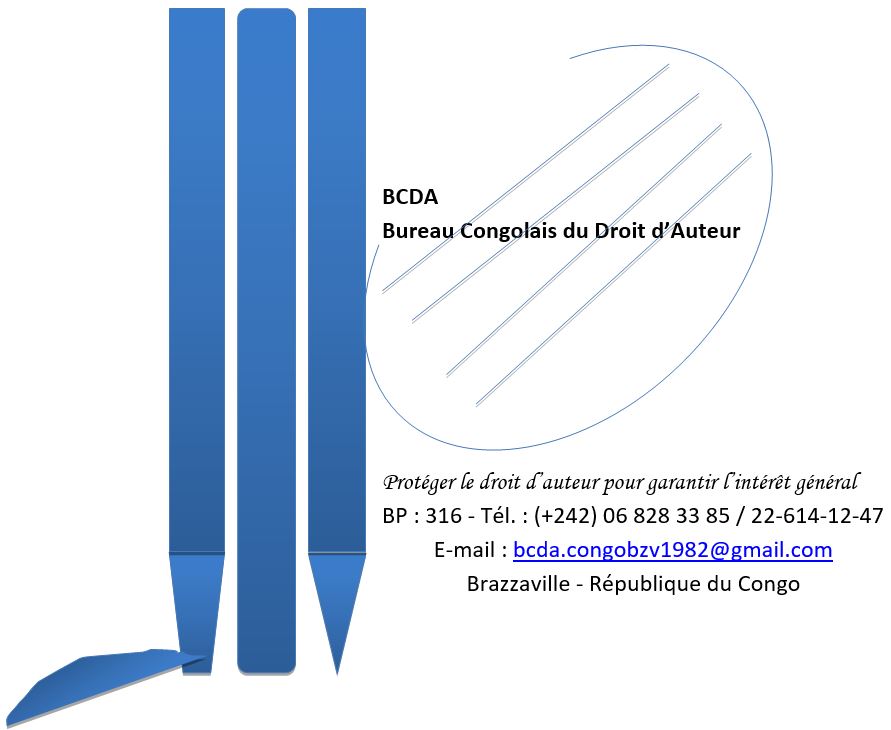 BCDA
Bureau Congolais du Droit d’Auteur
Protéger le droit d’auteur pour garantir l’intérêt général
BP : 316 - Tél. : (+242) 06 828 33 85 / 22-614-12-47
E-mail : bcda.congobzv1982@gmail.com
Brazzaville - République du Congo